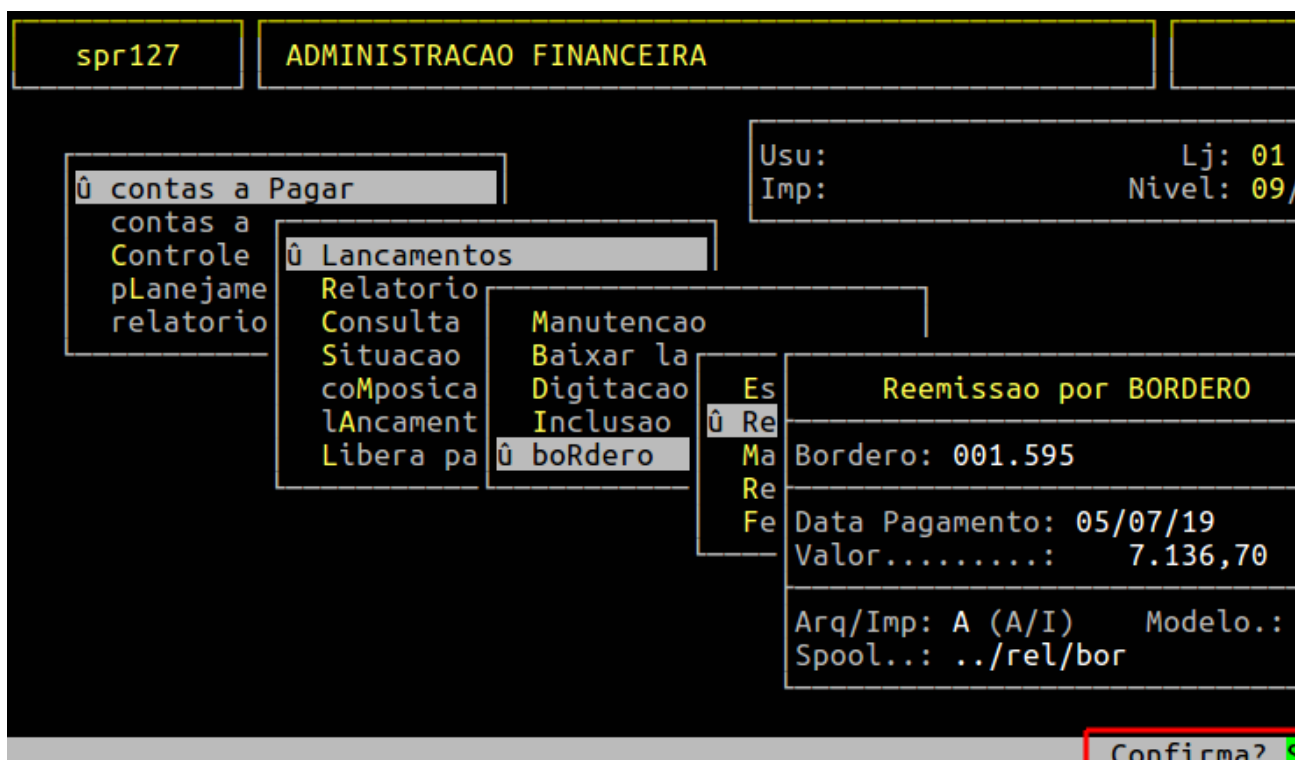 spr127 ADMINISTRACAO FINANCEIRA
Usu: Lj: 01
Imp: Nivel: 09/
û contas a Pagar
contas a
Controle
pLanejame
relatorio
û Lancamentos
Relatorio
Consulta
Situacao
coMposica
lAncament
Libera pa
Manutencao
Baixar la
Digitacao
Inclusao
û boRdero
Es
û Re
Ma
Re
Fe
Reemissao por BORDERO
Bordero: 001.595
Data Pagamento: 05/07/19
Valor.........: 7.136,70
Arq/Imp: A (A/I) Modelo.:
Spool..: ../rel/bor
Confirma? S